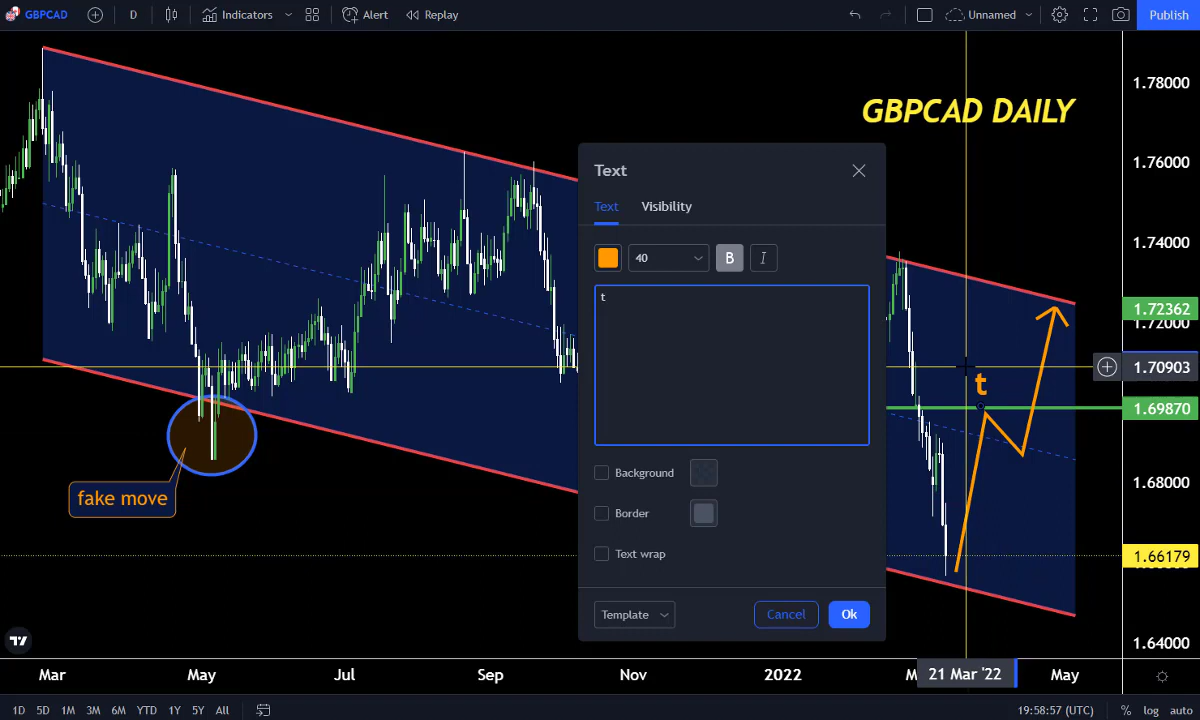 GBPCAD D Indicators Alert Replay Unnamed Publish
1.78000
GBPCAD DAILY
1.76000
Text
Text Visibility
1.74000
40 B I
t
1.72362
1.72000
1.70903
t
1.69870
fake move
Background
1.68000
Border
Text wrap
1.66179
Template Cancel Ok
1.64000
Mar May Jul Sep Nov 2022 M 21 Mar '22 May
1D 5D 1M 3M 6M YTD 1Y 5Y All 19:58:57 (UTC) % log auto